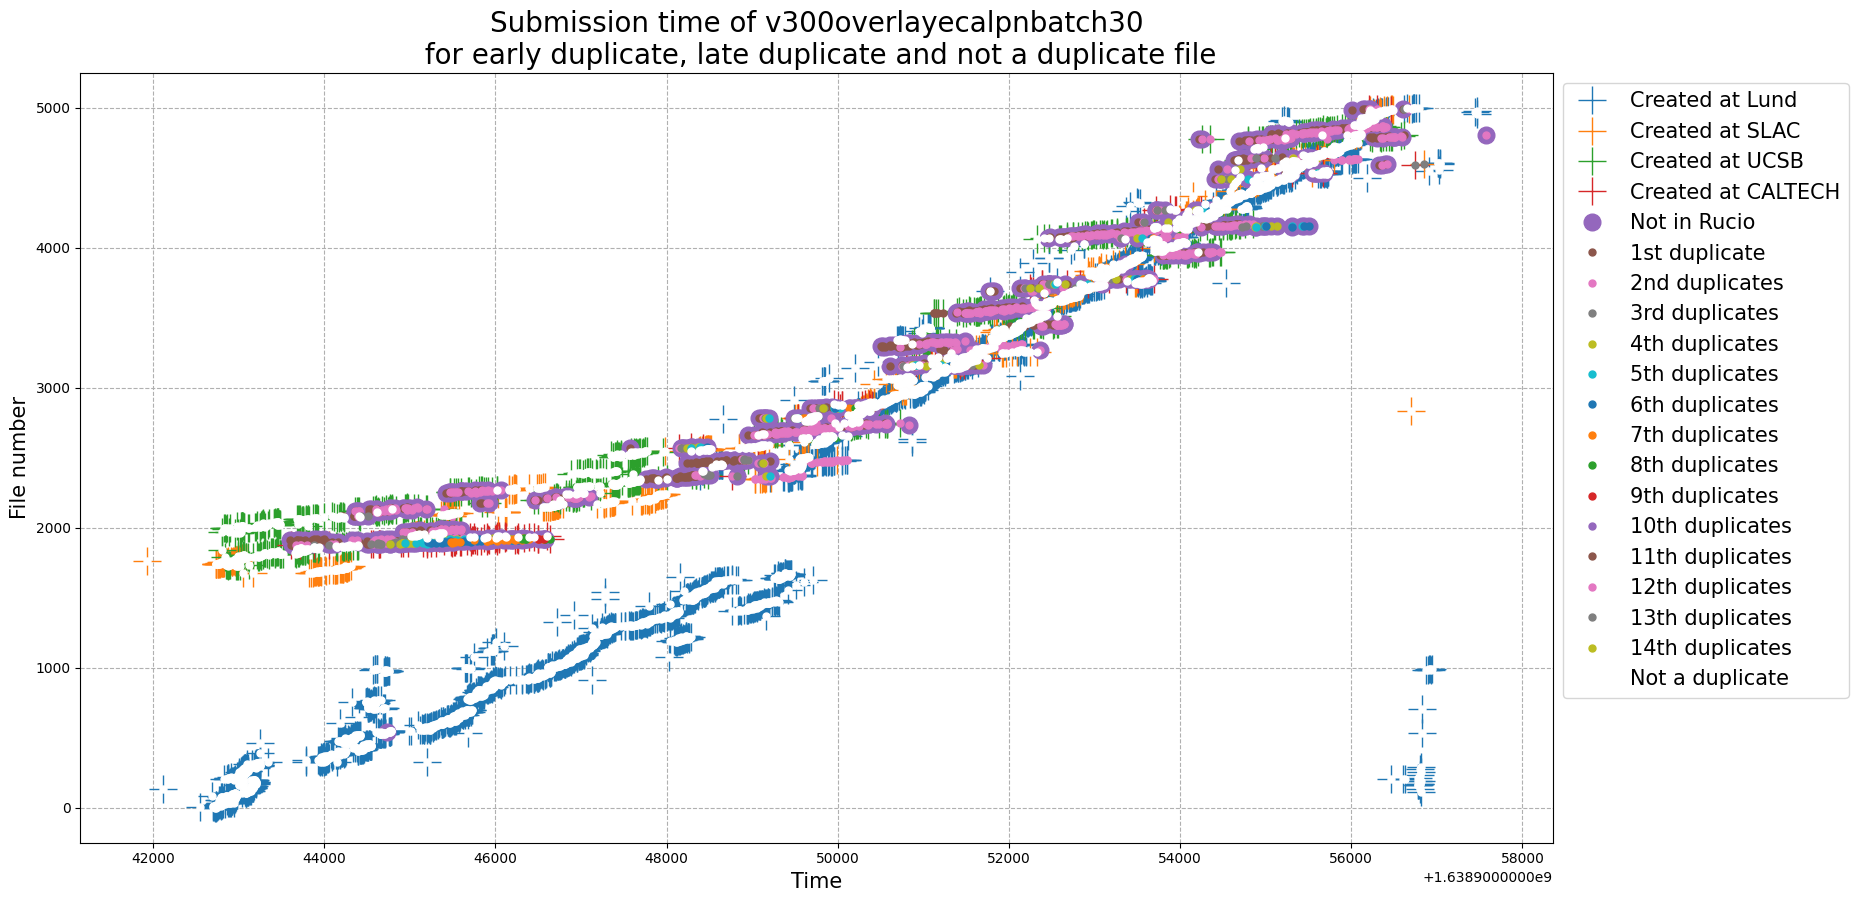 Submission time of v300overlayecalpnbatch30
for early duplicate, late duplicate and not a duplicate file
File number
5000
4000
3000
2000
1000
0
42000
44000
46000
48000
50000
52000
54000
56000
58000
+1.6389000000e9
Time
Created at Lund
Created at SLAC
Created at UCSB
Created at CALTECH
Not in Rucio
1st duplicate
2nd duplicates
3rd duplicates
4th duplicates
5th duplicates
6th duplicates
7th duplicates
8th duplicates
9th duplicates
10th duplicates
11th duplicates
12th duplicates
13th duplicates
14th duplicates
Not a duplicate